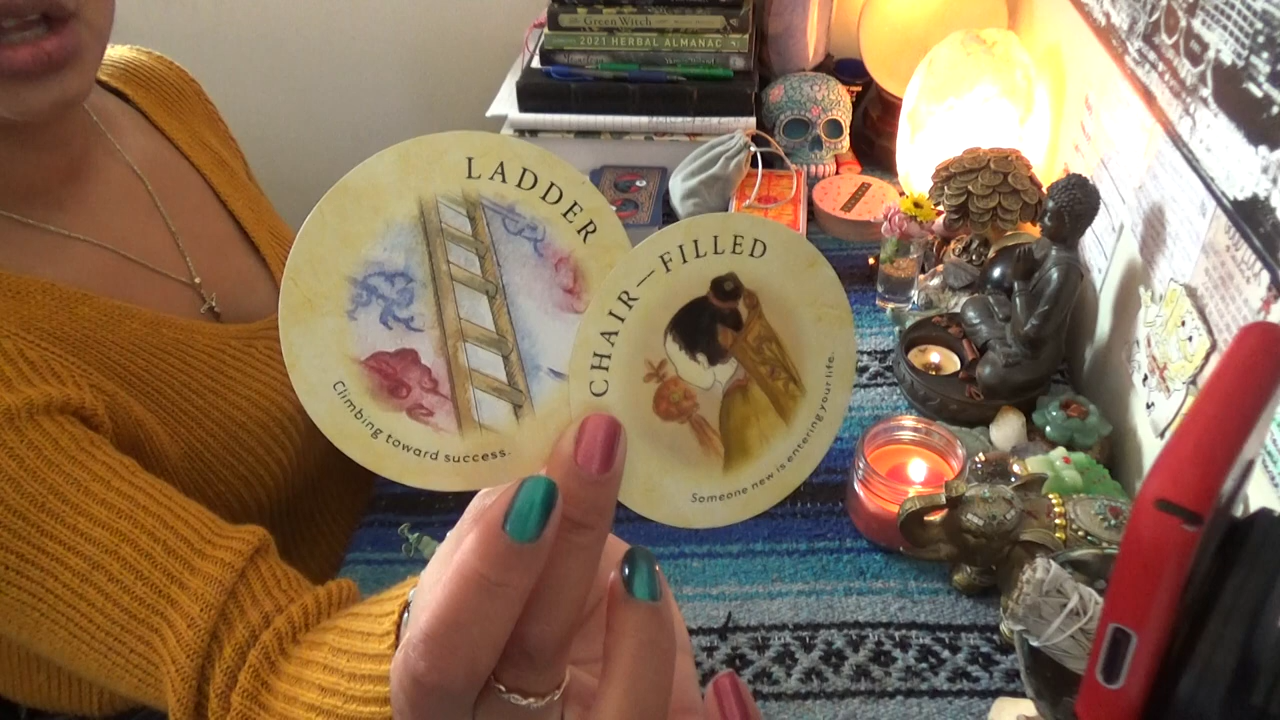 Green Witch
2021 HERBAL ALMANAC
LADDER
Climbing toward success.
CHAIR—FILLED
Someone new is entering your life.